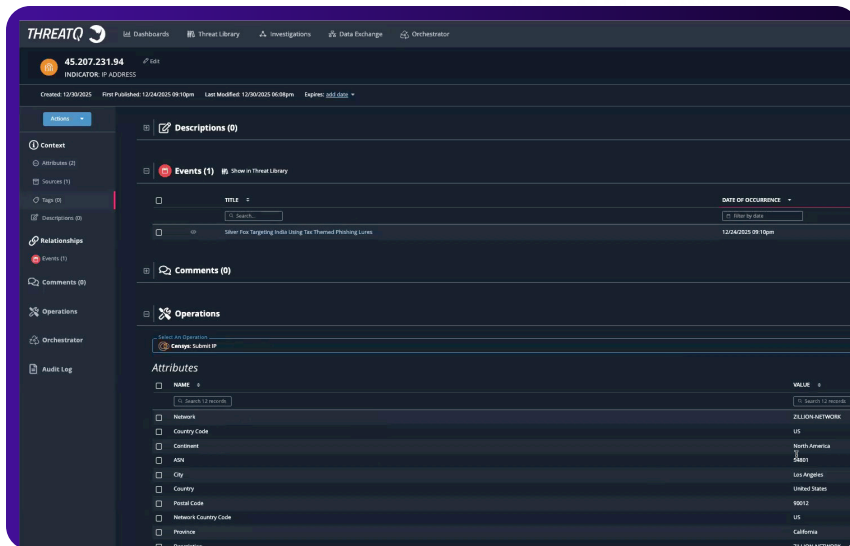 THREATQ
Dashboards Threat Library Investigations Data Exchange Orchestrator
45.207.231.94 Edit
INDICATOR: IP ADDRESS
Created: 12/30/2025 First Published: 12/24/2025 09:10pm Last Modified: 12/30/2025 06:08pm Expires: add date
Actions
Context
Attributes (2)
Sources (1)
Tags (0)
Descriptions (0)
Relationships
Events (1)
Comments (0)
Operations
Orchestrator
Audit Log
Descriptions (0)
Events (1) Show in Threat Library
TITLE DATE OF OCCURRENCE
Search... Filter by date
Silver Fox Targeting India Using Tax Themed Phishing Lures 12/24/2025 09:10pm
Comments (0)
Operations
Select An Operation
Censys: Submit IP
Attributes
NAME VALUE
Search 12 records Search 12 records
Network ZILLION-NETWORK
Country Code US
Continent North America
ASN 54801
City Los Angeles
Country United States
Postal Code 90012
Network Country Code US
Province California
Description ZILLION-NETWORK